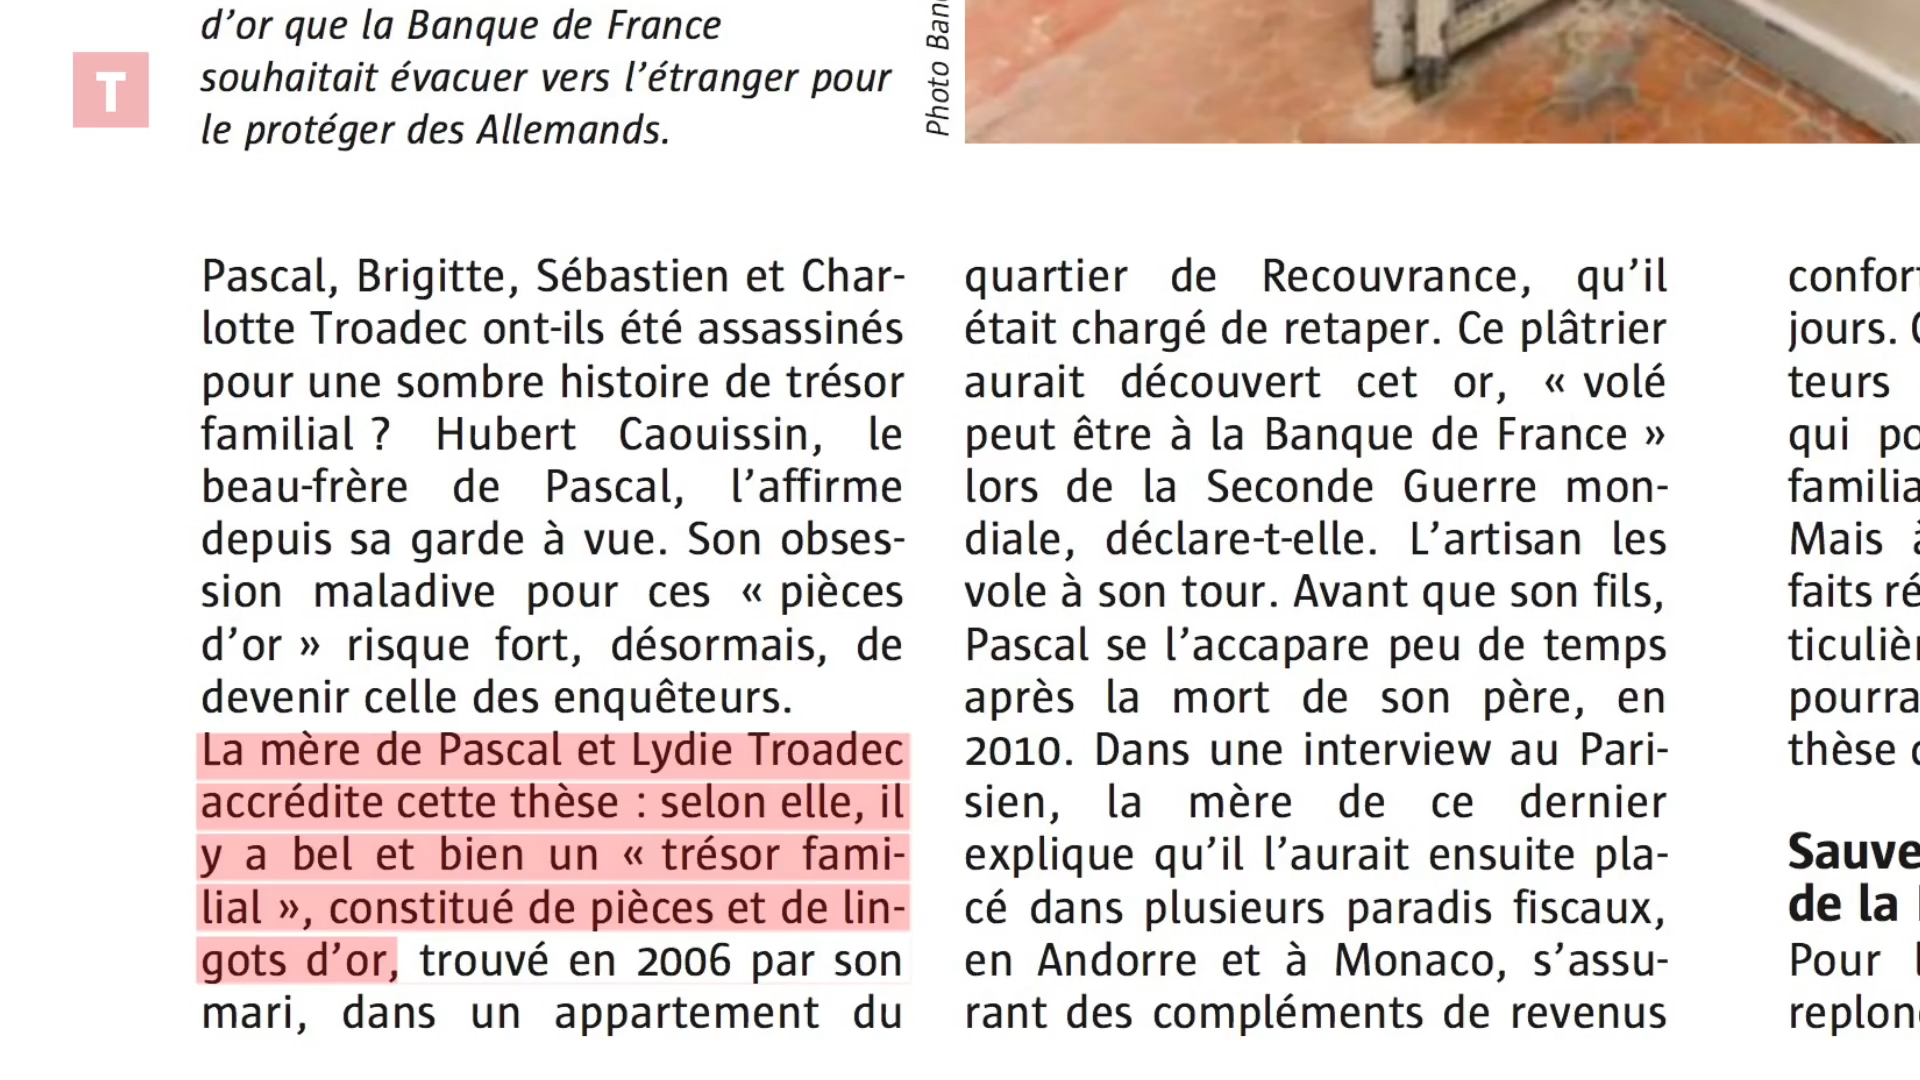 d’or que la Banque de France
souhaitait évacuer vers l’étranger pour
le protéger des Allemands.
T
Photo
Pascal, Brigitte, Sébastien et Char-
lotte Troadec ont-ils été assassinés
pour une sombre histoire de trésor
familial ? Hubert Caouissin, le
beau-frère de Pascal, l’affirme
depuis sa garde à vue. Son obses-
sion maladive pour ces « pièces
d’or » risque fort, désormais, de
devenir celle des enquêteurs.
La mère de Pascal et Lydie Troadec
accrédite cette thèse : selon elle, il
y a bel et bien un « trésor fami-
lial », constitué de pièces et de lin-
gots d’or, trouvé en 2006 par son
mari, dans un appartement du
quartier de Recouvrance, qu’il
était chargé de retaper. Ce plâtrier
aurait découvert cet or, « volé
peut être à la Banque de France »
lors de la Seconde Guerre mon-
diale, déclare-t-elle. L’artisan les
vole à son tour. Avant que son fils,
Pascal se l’accapare peu de temps
après la mort de son père, en
2010. Dans une interview au Pari-
sien, la mère de ce dernier
explique qu’il l’aurait ensuite pla-
cé dans plusieurs paradis fiscaux,
en Andorre et à Monaco, s’assu-
rant des compléments de revenus
jours.
teurs
qui
Mais
faits
thèse
de la
Pour